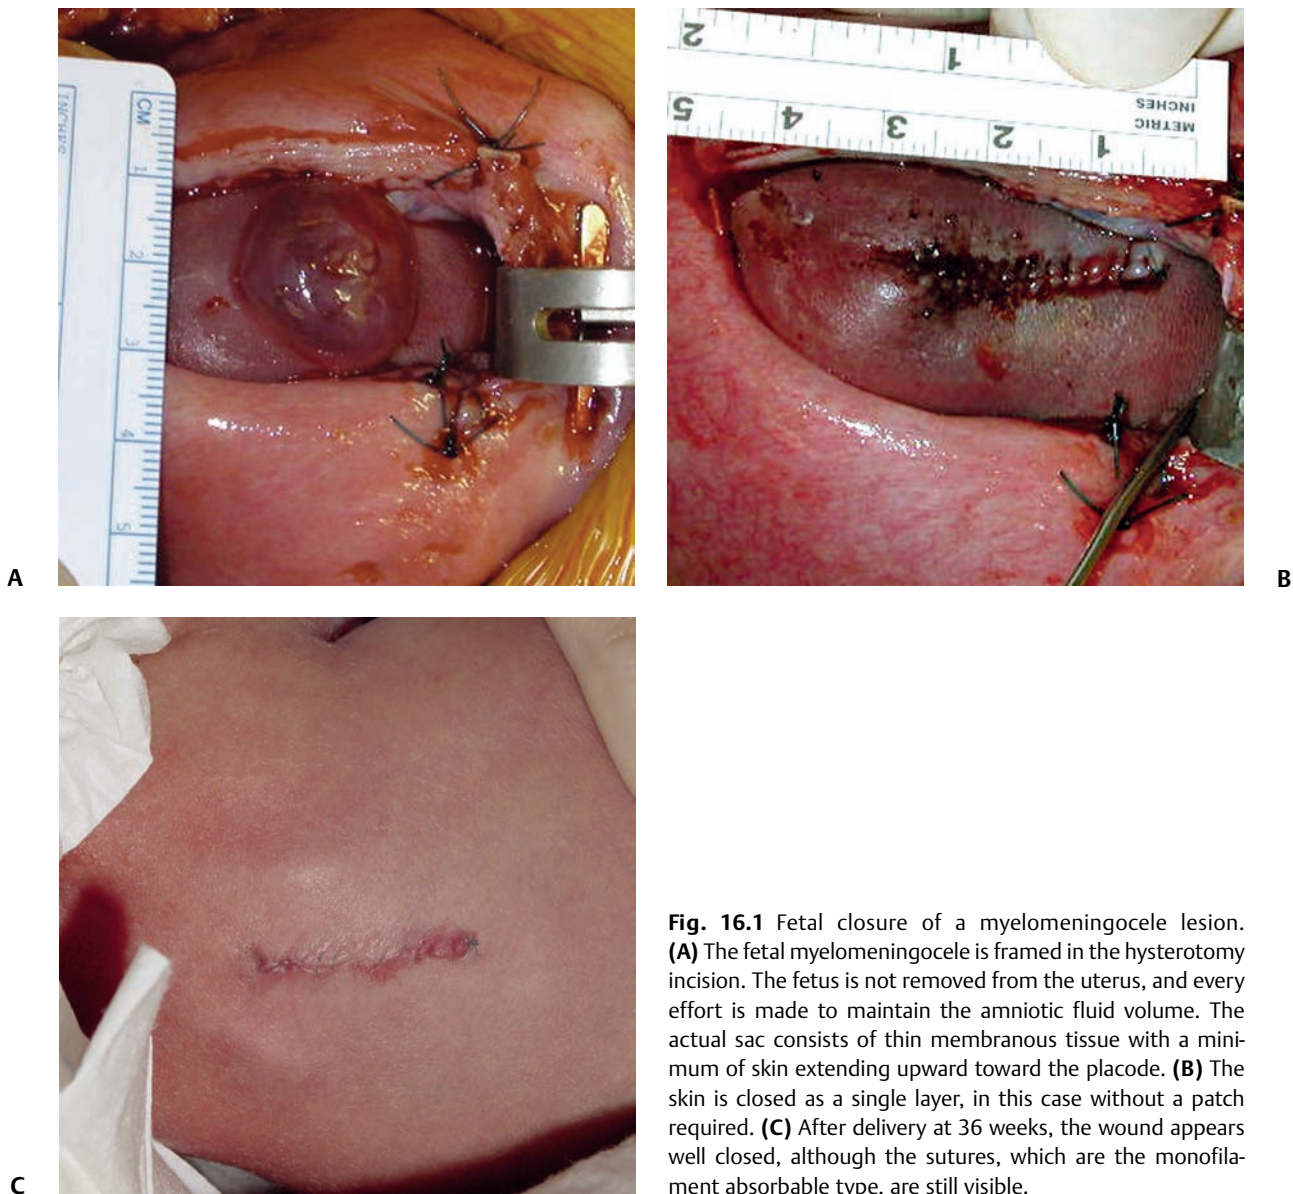 INCHES
CM
1
2
3
4
5
2
1
INCHES
METRIC
5
4
3
2
1
A
B
C
Fig. 16.1 Fetal closure of a myelomeningocele lesion.
(A) The fetal myelomeningocele is framed in the hysterotomy
incision. The fetus is not removed from the uterus, and every
effort is made to maintain the amniotic fluid volume. The
actual sac consists of thin membranous tissue with a mini-
mum of skin extending upward toward the placode. (B) The
skin is closed as a single layer, in this case without a patch
required. (C) After delivery at 36 weeks, the wound appears
well closed, although the sutures, which are the monofila-
ment absorbable type, are still visible.